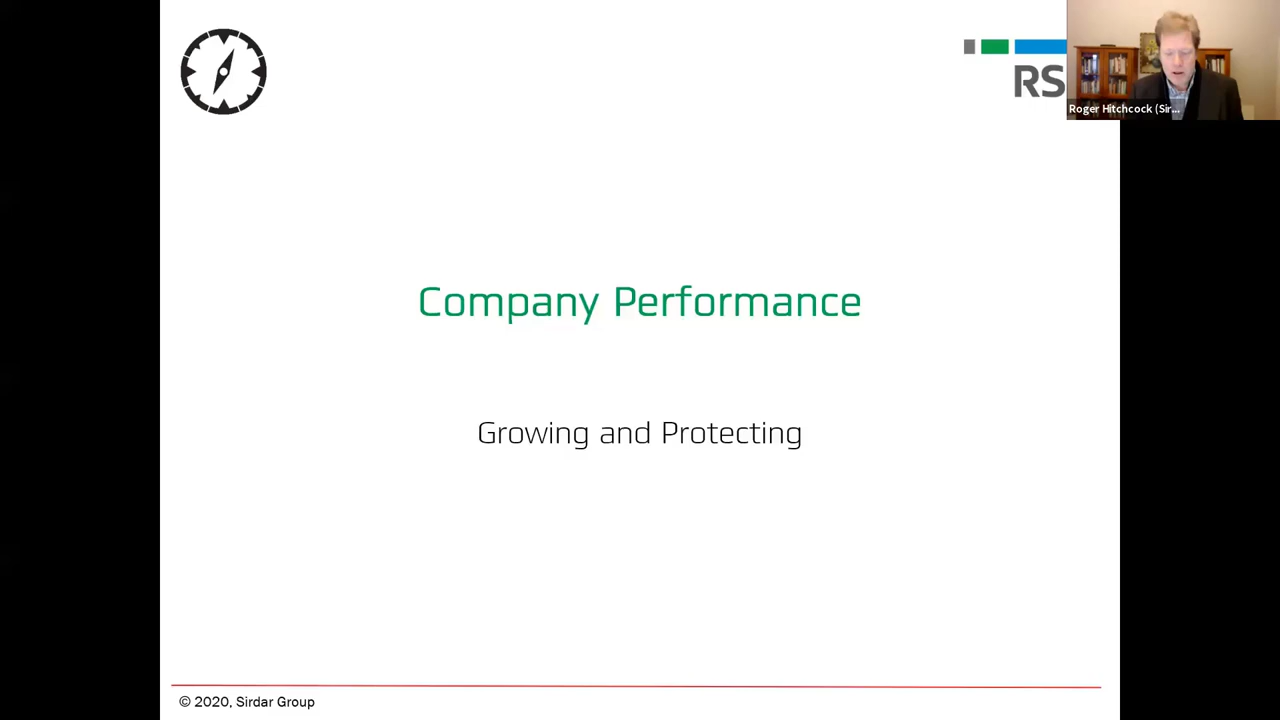 RS
Roger Hitchcock (Sir...
Company Performance
Growing and Protecting
© 2020, Sirdar Group